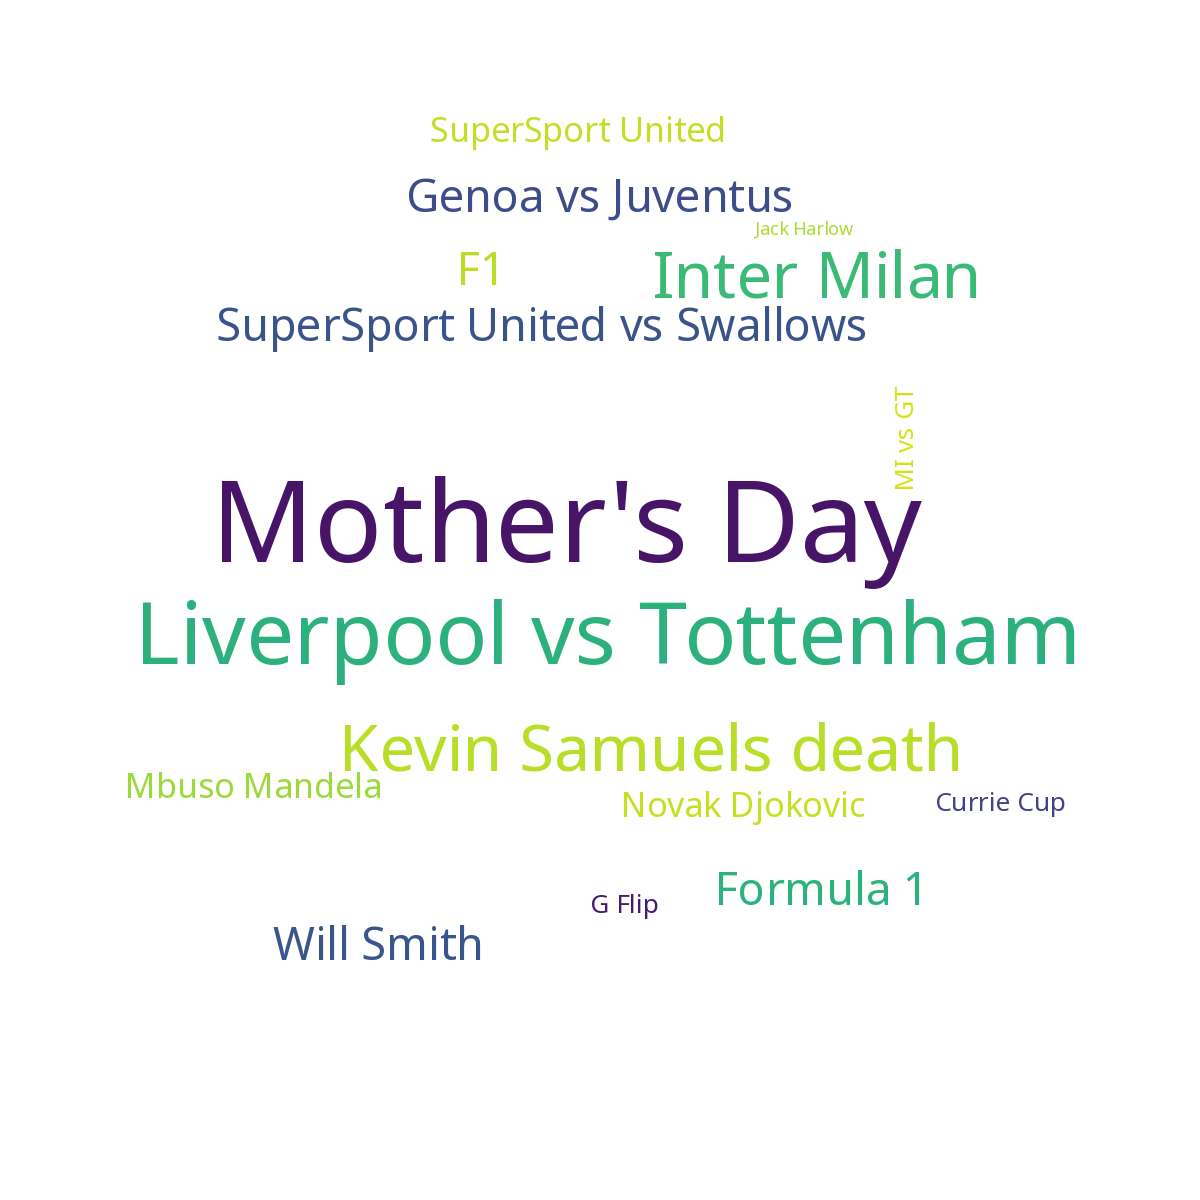 SuperSport United
Genoa vs Juventus
Jack Harlow
F1
Inter Milan
SuperSport United vs Swallows
MI vs GT
Mother's Day
Liverpool vs Tottenham
Kevin Samuels death
Mbuso Mandela
Novak Djokovic
Currie Cup
Formula 1
G Flip
Will Smith